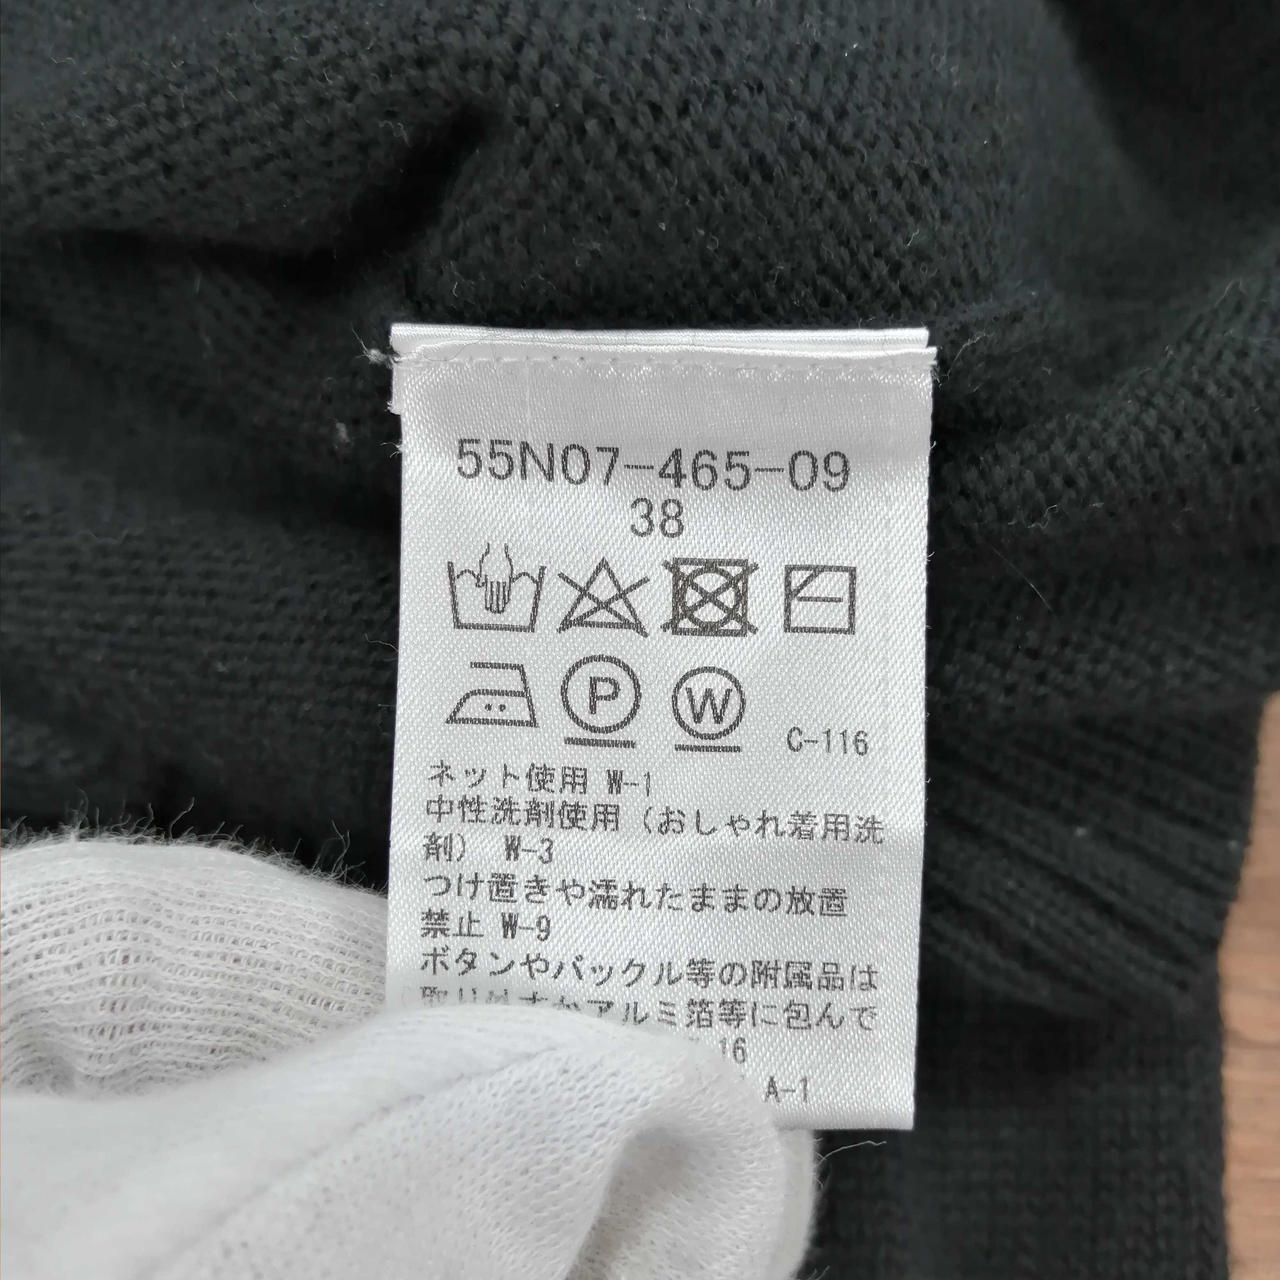 55N07-465-09
38
P W
C-116
ネット使用 W-1
中性洗剤使用（おしゃれ着用洗
剤） W-3
つけ置きや濡れたままの放置
禁止 W-9
ボタンやバックル等の附属品は
アルミ箔等に包んで
16
A-1